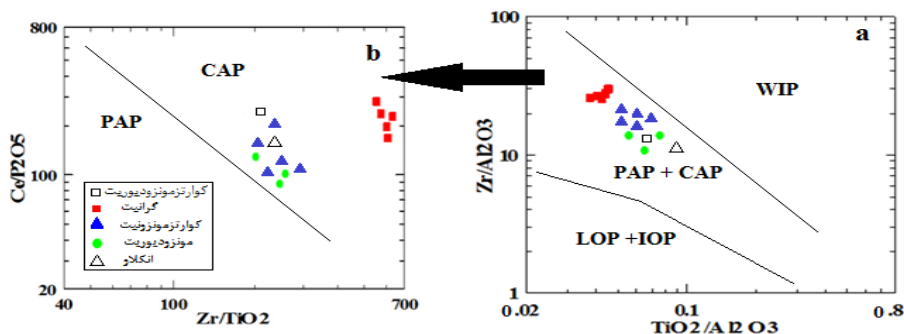 800
b
CAP
PAP
Ce/P2O5
100
20
40
100
700
Zr/TiO2
کوارتزمونزودیوریت
گرانیت
کوارتزمونزونیت
مونزودیوریت
انکلاو
100
a
WIP
Zr/Al2O3
10
PAP + CAP
LOP +IOP
1
0.02
0.1
0.8
TiO2/Al2O3